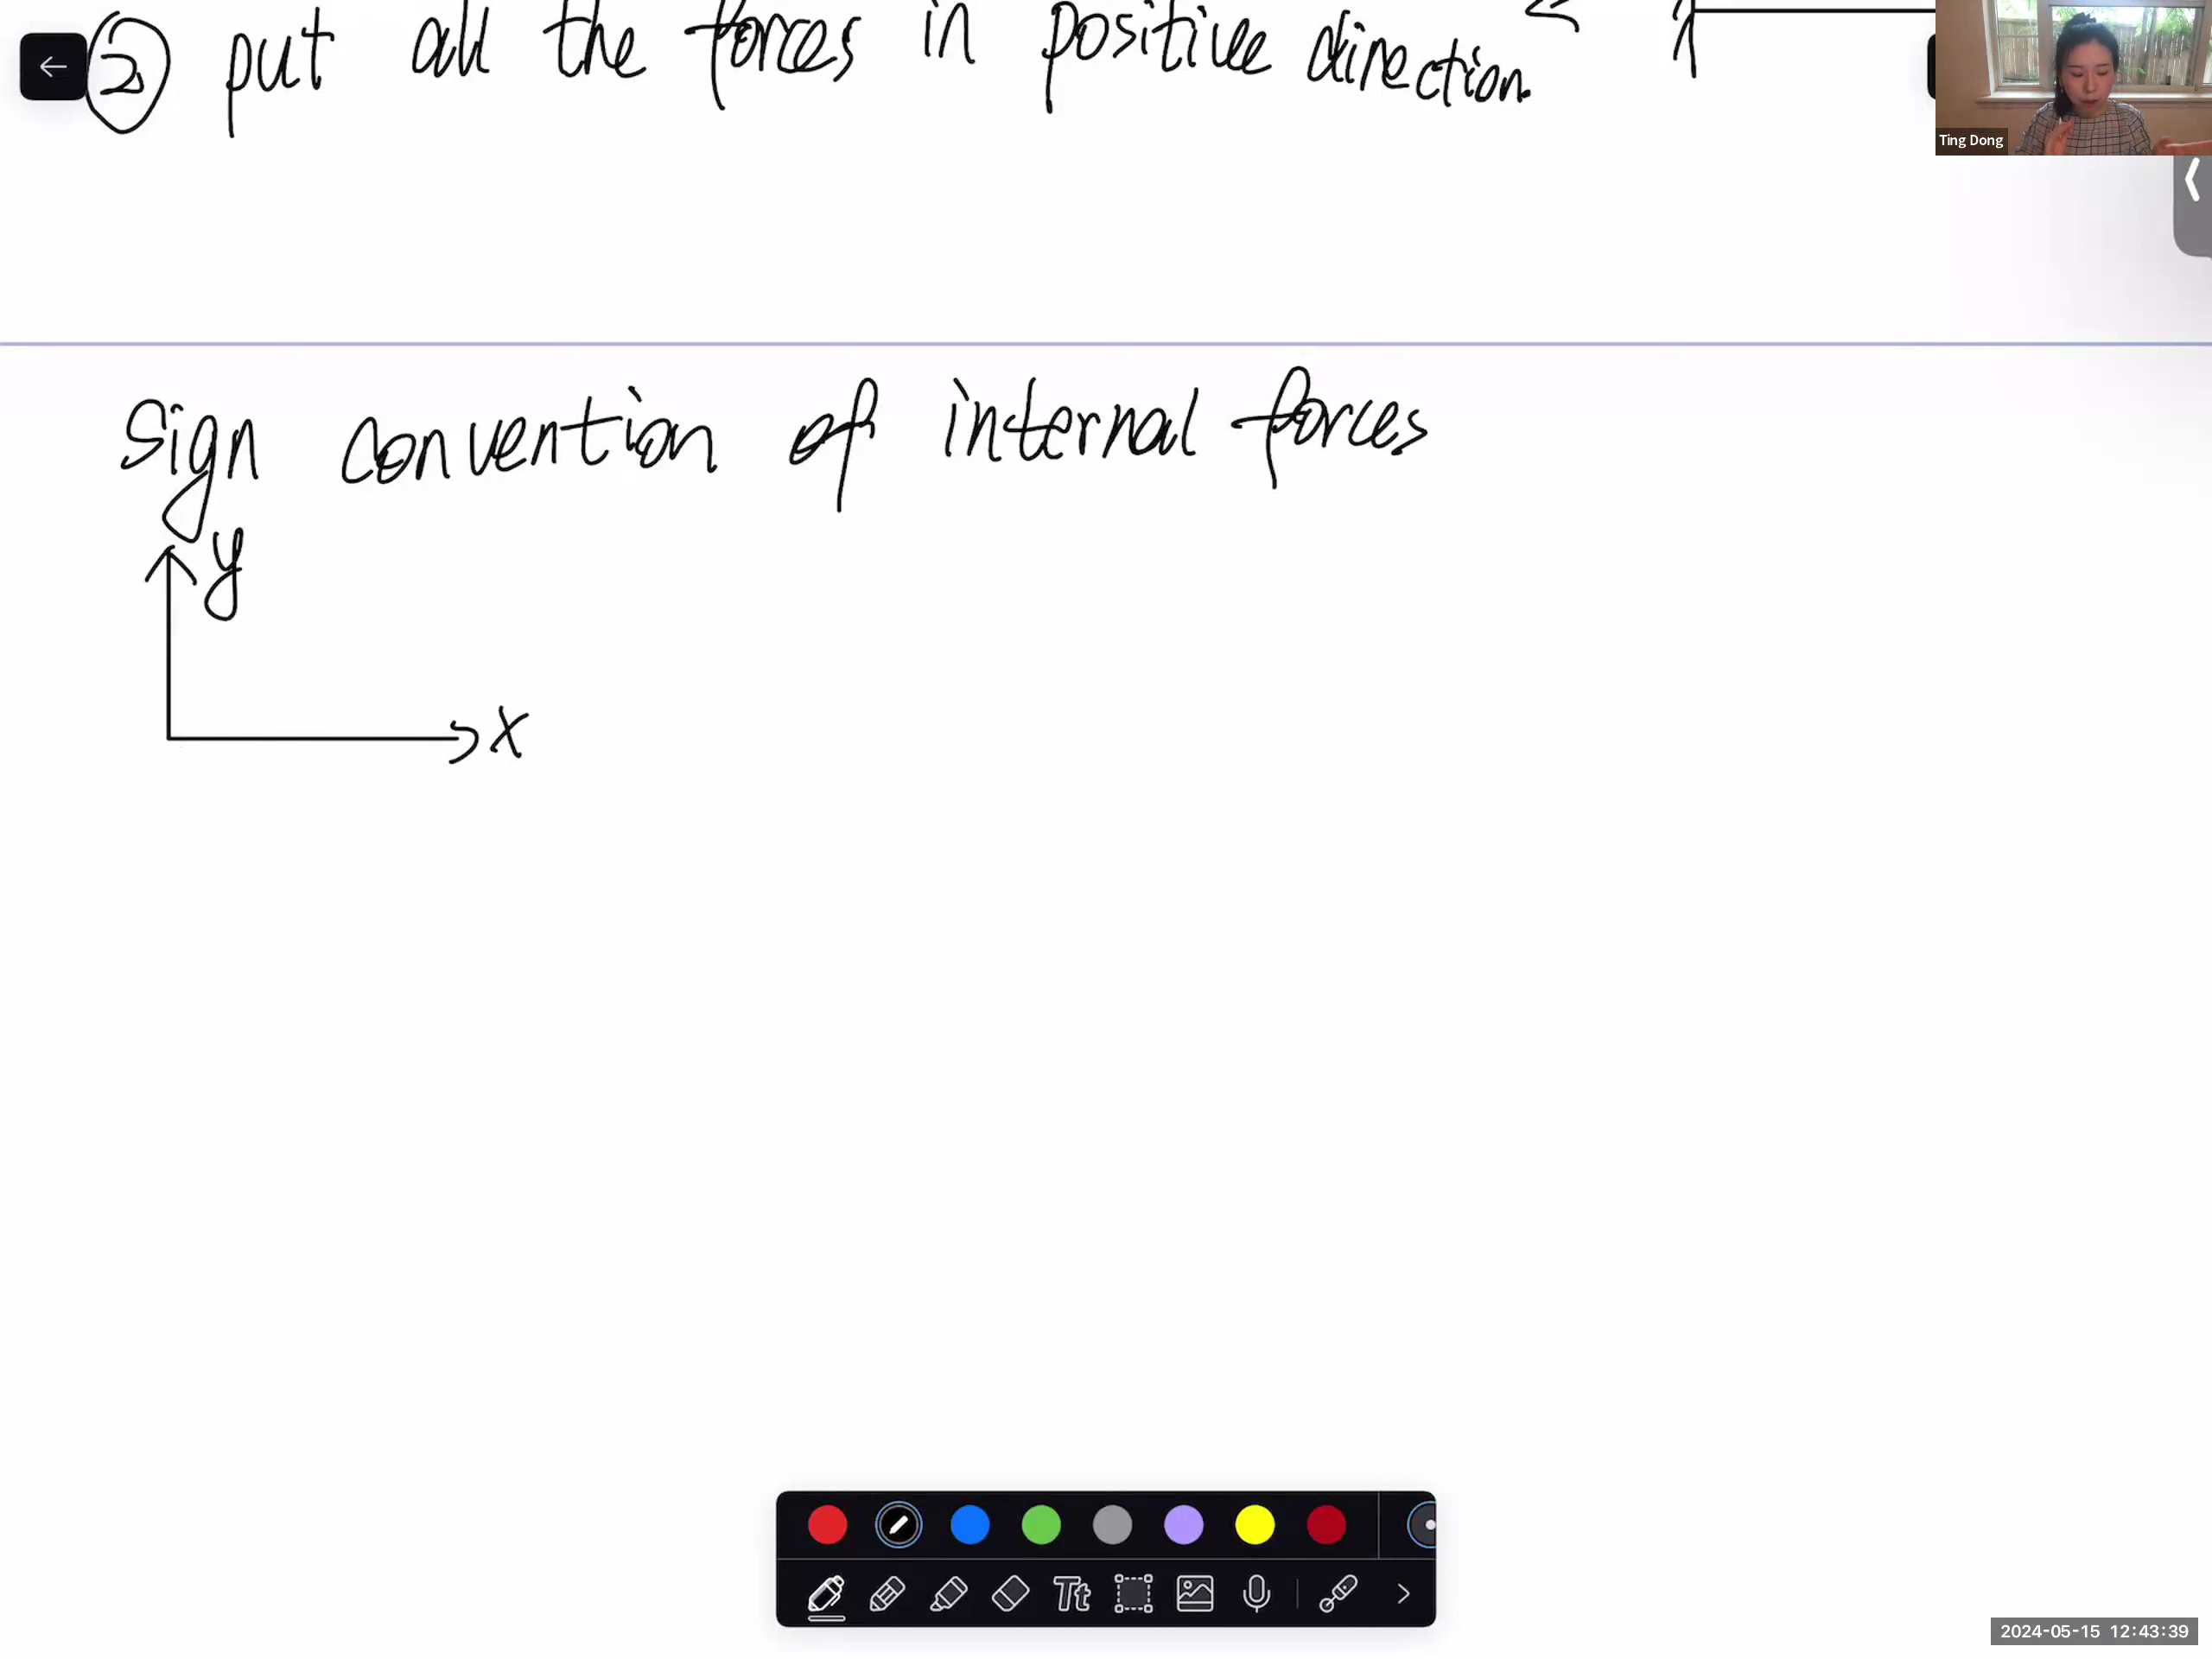 ② put all the forces in positive direction.
Ting Dong
Sign convention of internal forces
y
x
Tt
2024-05-15 12:43:39